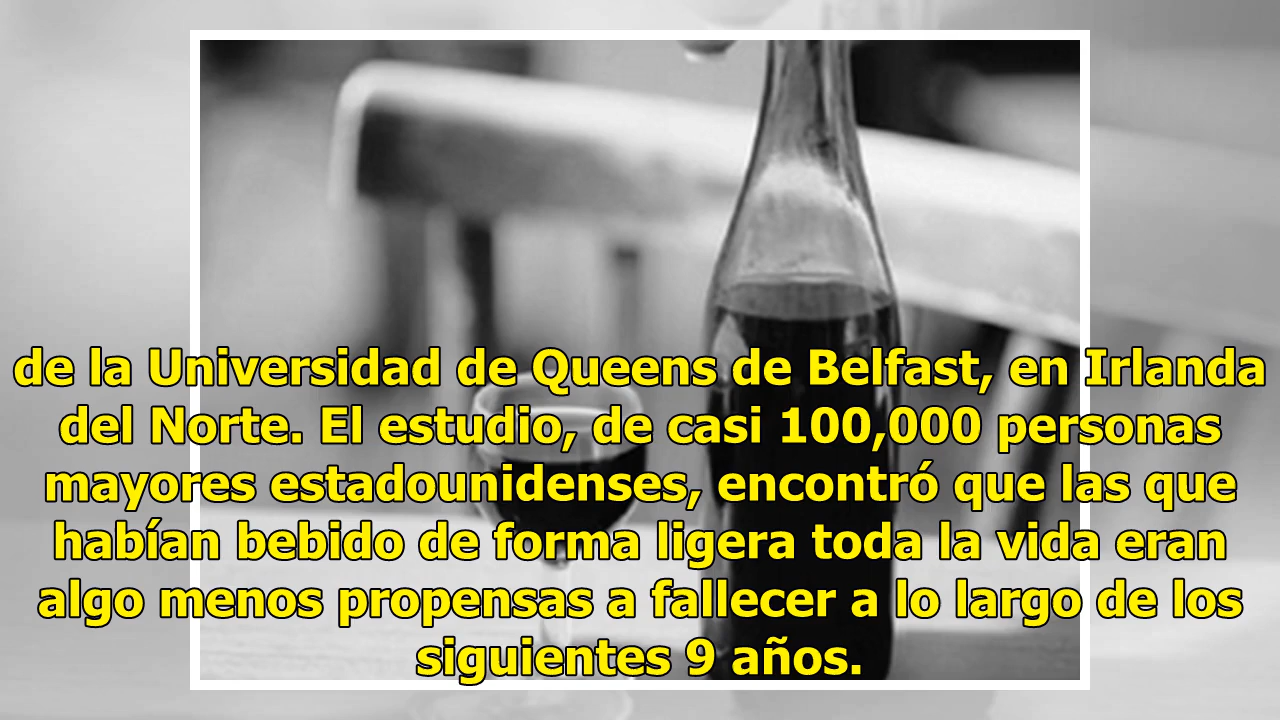 de la Universidad de Queens de Belfast, en Irlanda
del Norte. El estudio, de casi 100,000 personas
mayores estadounidenses, encontró que las que
habían bebido de forma ligera toda la vida eran
algo menos propensas a fallecer a lo largo de los
siguientes 9 años.